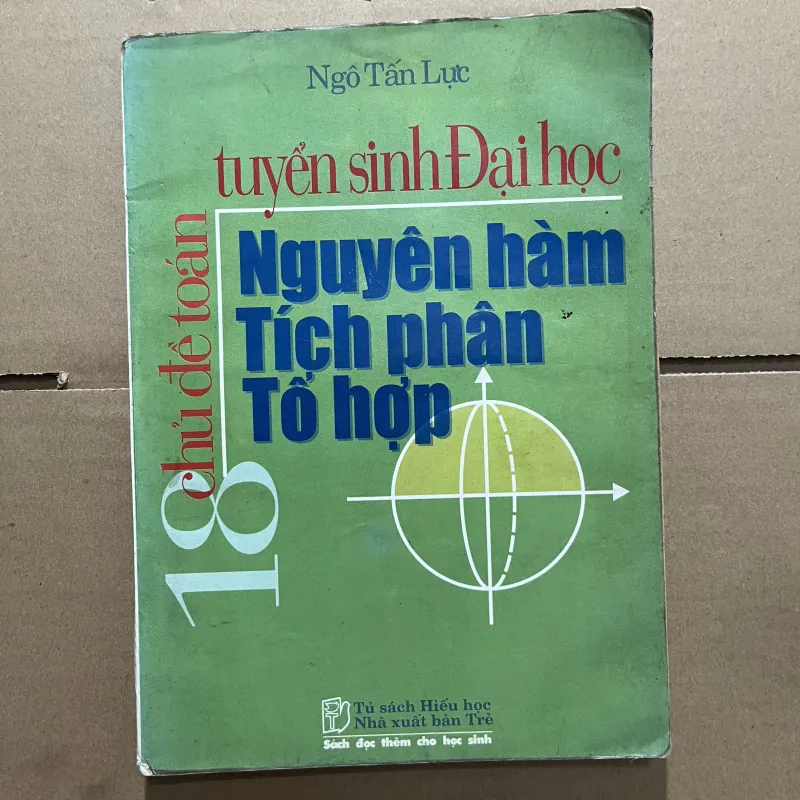 Ngô Tấn Lực
18 chủ đề toán
tuyển sinh Đại học
Nguyên hàm
Tích phân
Tổ hợp
Tủ sách Hiếu học
Nhà xuất bản Trẻ
Sách đọc thêm cho học sinh